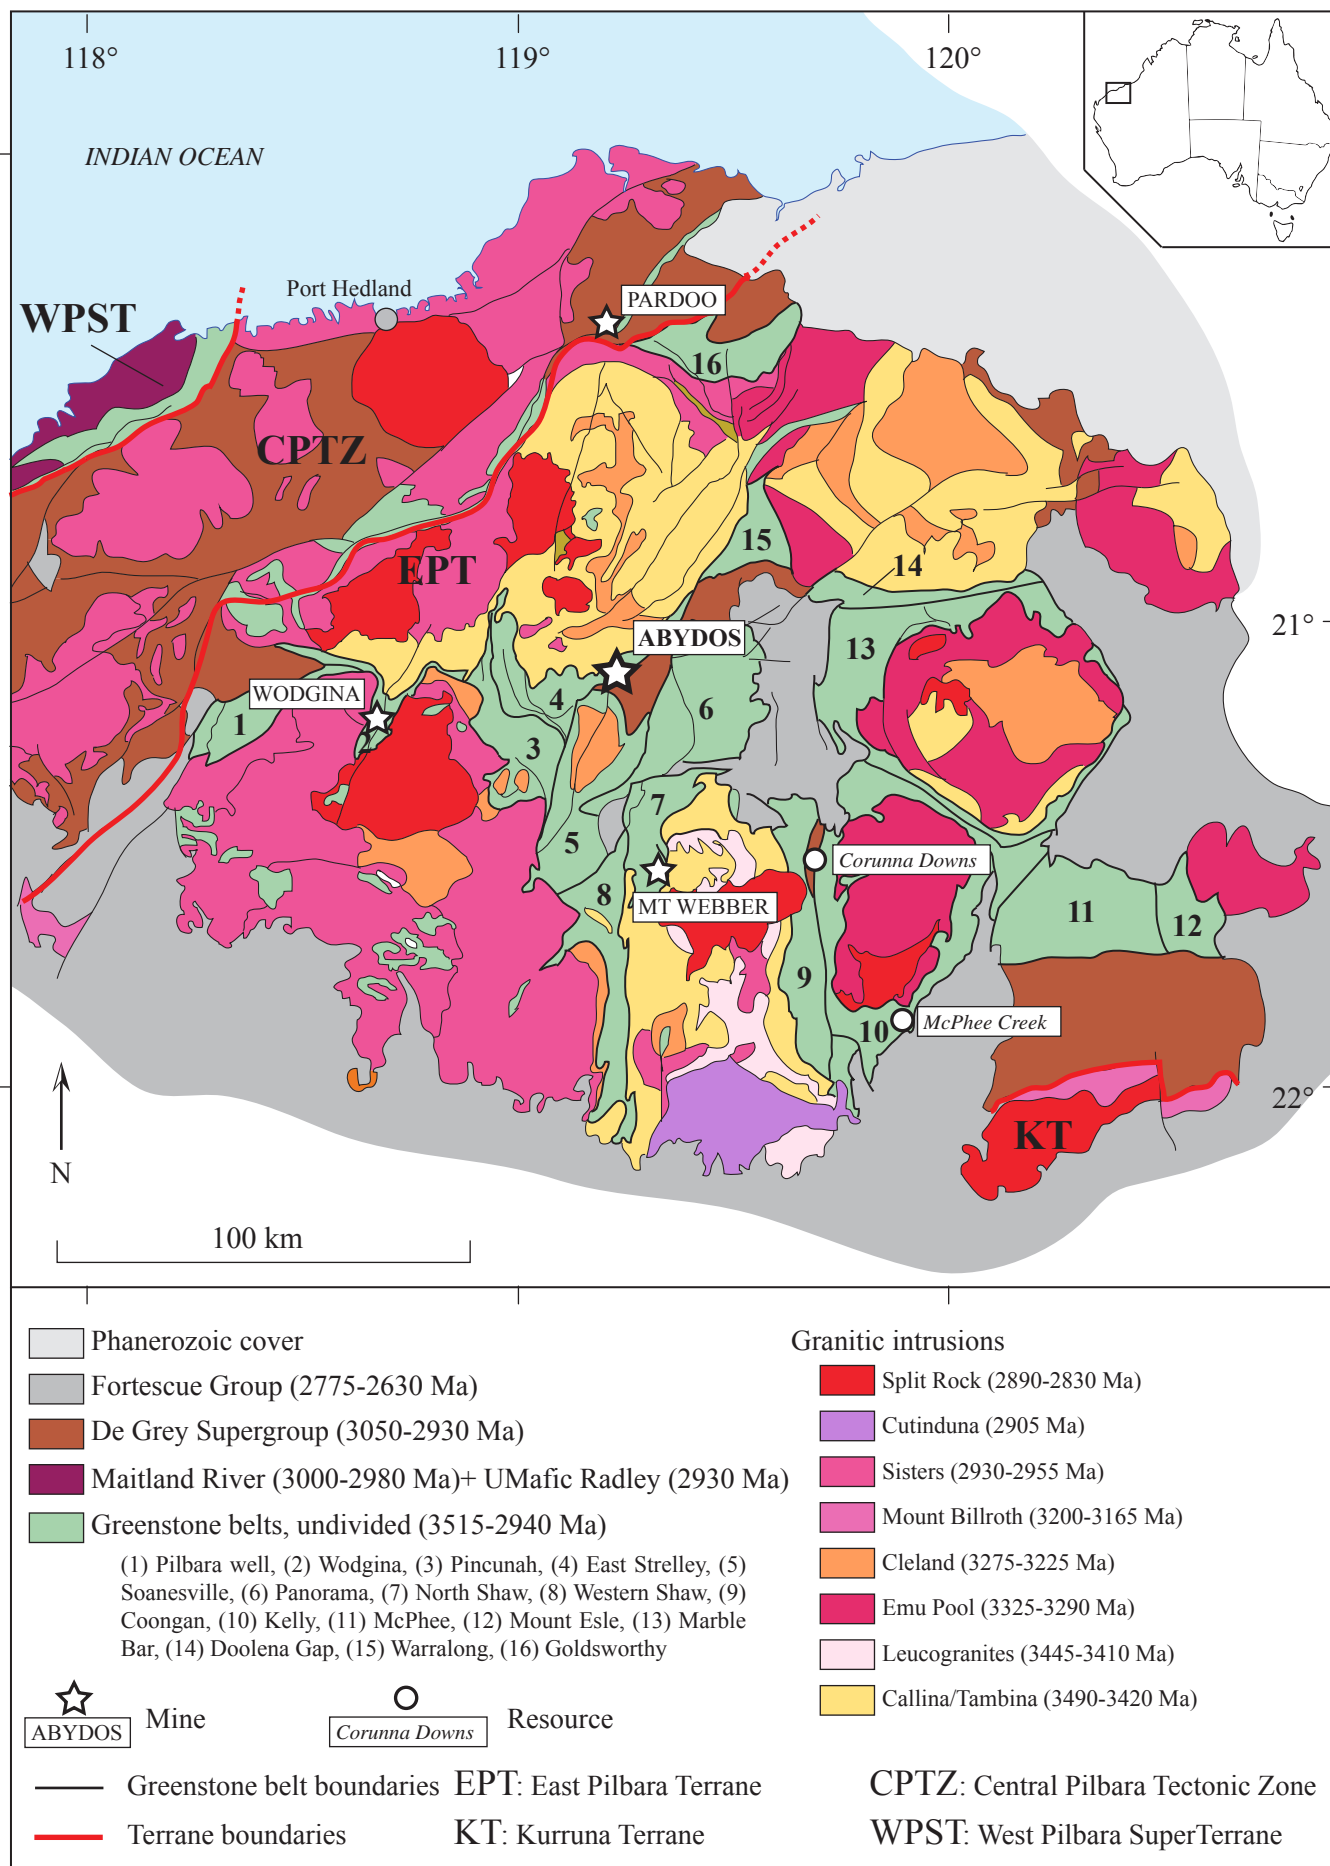 118°
119°
120°
INDIAN OCEAN
Port Hedland
WPST
PARDOO
16
CPTZ
EPT
15
14
21°
ABYDOS
13
WODGINA
1
2
4
3
6
7
5
Corunna Downs
8
MT WEBBER
11
12
9
10
McPhee Creek
22°
KT
N
100 km
Phanerozoic cover
Fortescue Group (2775-2630 Ma)
De Grey Supergroup (3050-2930 Ma)
Maitland River (3000-2980 Ma)+ UMafic Radley (2930 Ma)
Greenstone belts, undivided (3515-2940 Ma)
(1) Pilbara well, (2) Wodgina, (3) Pincunah, (4) East Strelley, (5)
Soanesville, (6) Panorama, (7) North Shaw, (8) Western Shaw, (9)
Coongan, (10) Kelly, (11) McPhee, (12) Mount Esle, (13) Marble
Bar, (14) Doolena Gap, (15) Warralong, (16) Goldsworthy
Granitic intrusions
Split Rock (2890-2830 Ma)
Cutinduna (2905 Ma)
Sisters (2930-2955 Ma)
Mount Billroth (3200-3165 Ma)
Cleland (3275-3225 Ma)
Emu Pool (3325-3290 Ma)
Leucogranites (3445-3410 Ma)
Callina/Tambina (3490-3420 Ma)
ABYDOS
Mine
Corunna Downs
Resource
Greenstone belt boundaries
EPT: East Pilbara Terrane
CPTZ: Central Pilbara Tectonic Zone
Terrane boundaries
KT: Kurruna Terrane
WPST: West Pilbara SuperTerrane